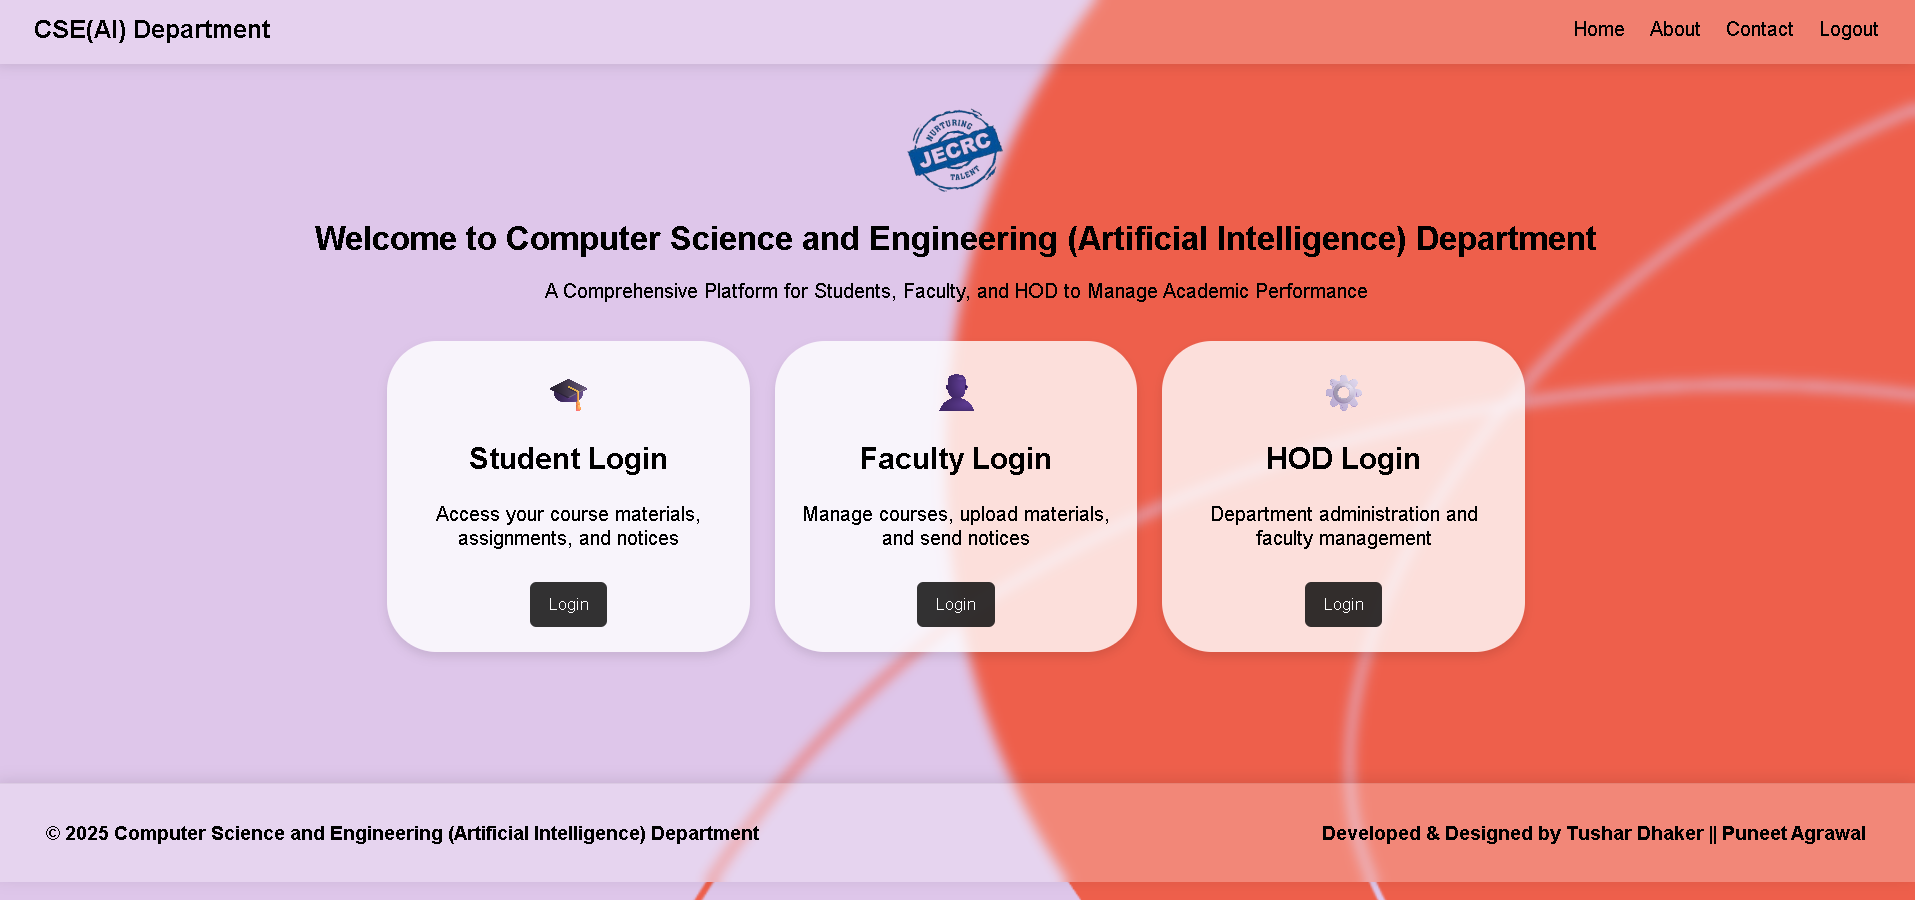 CSE(AI) Department
Home About Contact Logout
NURTURING
JECRC
TALENT
Welcome to Computer Science and Engineering (Artificial Intelligence) Department
A Comprehensive Platform for Students, Faculty, and HOD to Manage Academic Performance
Student Login
Access your course materials,
assignments, and notices
Login
Faculty Login
Manage courses, upload materials,
and send notices
Login
HOD Login
Department administration and
faculty management
Login
© 2025 Computer Science and Engineering (Artificial Intelligence) Department
Developed & Designed by Tushar Dhaker || Puneet Agrawal